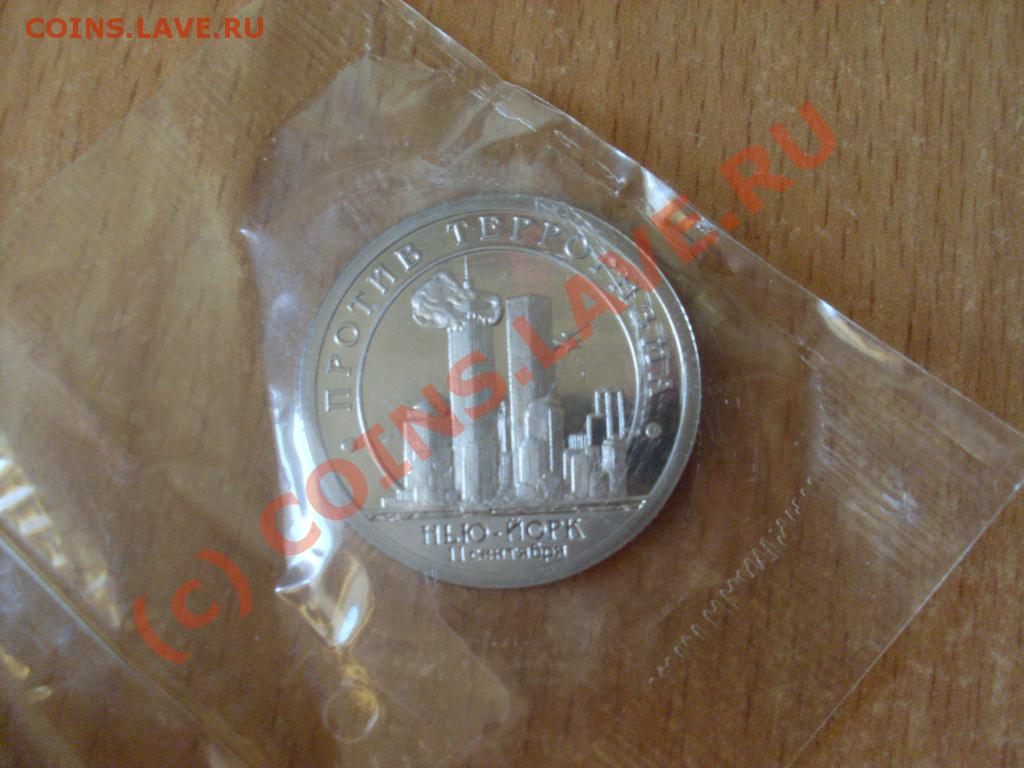 COINS.LAVE.RU
ПРОТИВ ТЕРРОРИЗМА
НЬЮ-ЙОРК
11 сентября
(c) COINS.LAVE.RU